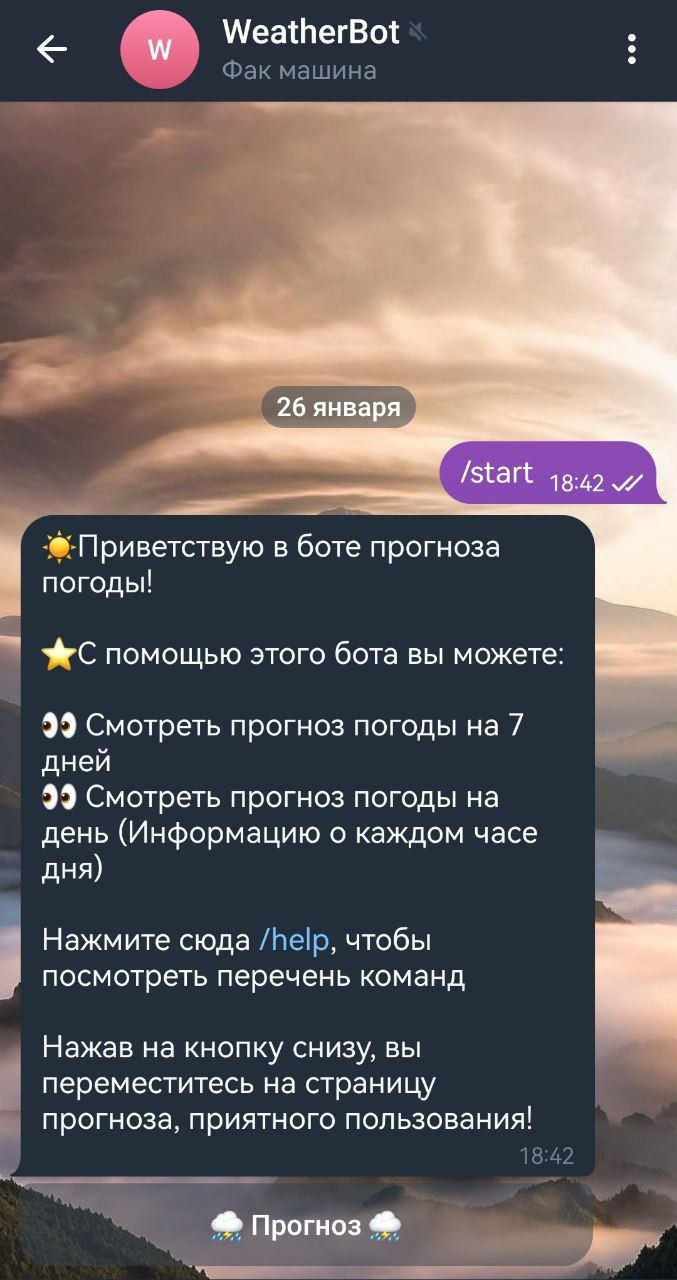 W
WeatherBot
Фак машина
26 января
/start 18:42
☀️Приветствую в боте прогноза
погоды!
⭐С помощью этого бота вы можете:
👀 Смотреть прогноз погоды на 7
дней
👀 Смотреть прогноз погоды на
день (Информацию о каждом часе
дня)
Нажмите сюда /help, чтобы
посмотреть перечень команд
Нажав на кнопку снизу, вы
переместитесь на страницу
прогноза, приятного пользования!
18:42
⛈️ Прогноз ⛈️